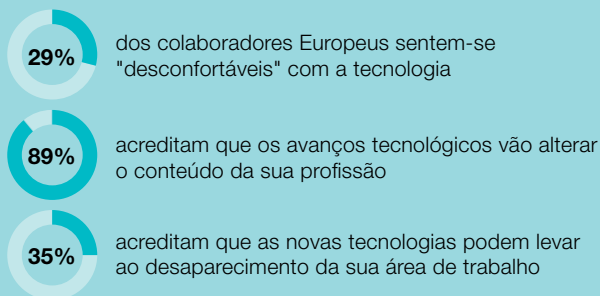 29%
dos colaboradores Europeus sentem-se
"desconfortáveis" com a tecnologia
89%
acreditam que os avanços tecnológicos vão alterar
o conteúdo da sua profissão
35%
acreditam que as novas tecnologias podem levar
ao desaparecimento da sua área de trabalho